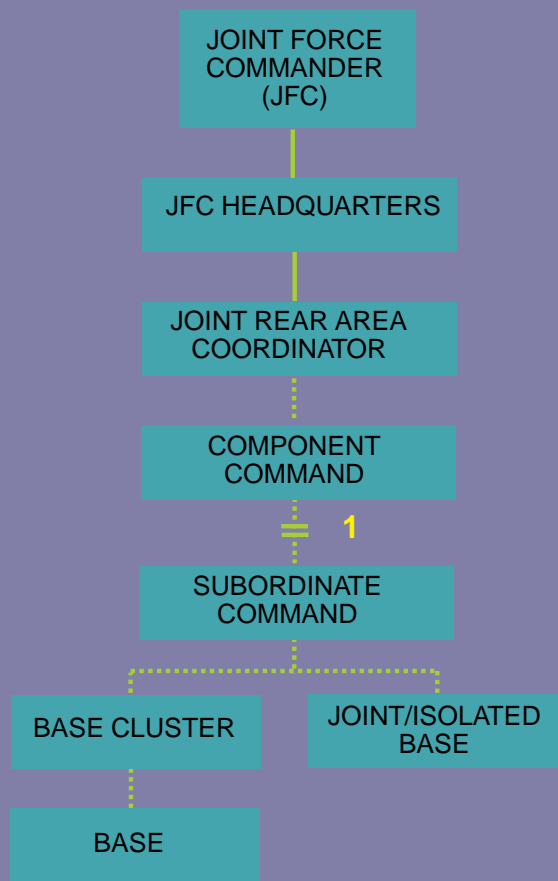 JOINT FORCE
COMMANDER
(JFC)
JFC HEADQUARTERS
JOINT REAR AREA
COORDINATOR
COMPONENT
COMMAND
1
SUBORDINATE
COMMAND
BASE CLUSTER
JOINT/ISOLATED
BASE
BASE